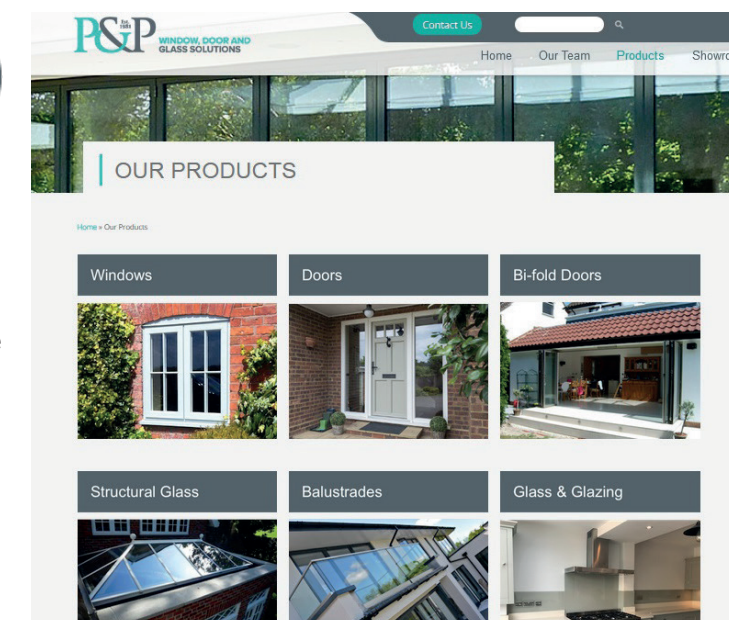 P&P
WINDOW, DOOR AND
GLASS SOLUTIONS
Contact Us
Home Our Team Products Showro
OUR PRODUCTS
Home » Our Products
Windows Doors Bi-fold Doors
Structural Glass Balustrades Glass & Glazing